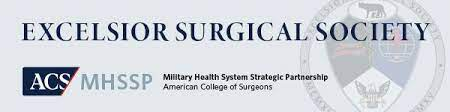 EXCELSIOR SURGICAL SOCIETY
ACS MHSSP
Military Health System Strategic Partnership
American College of Surgeons